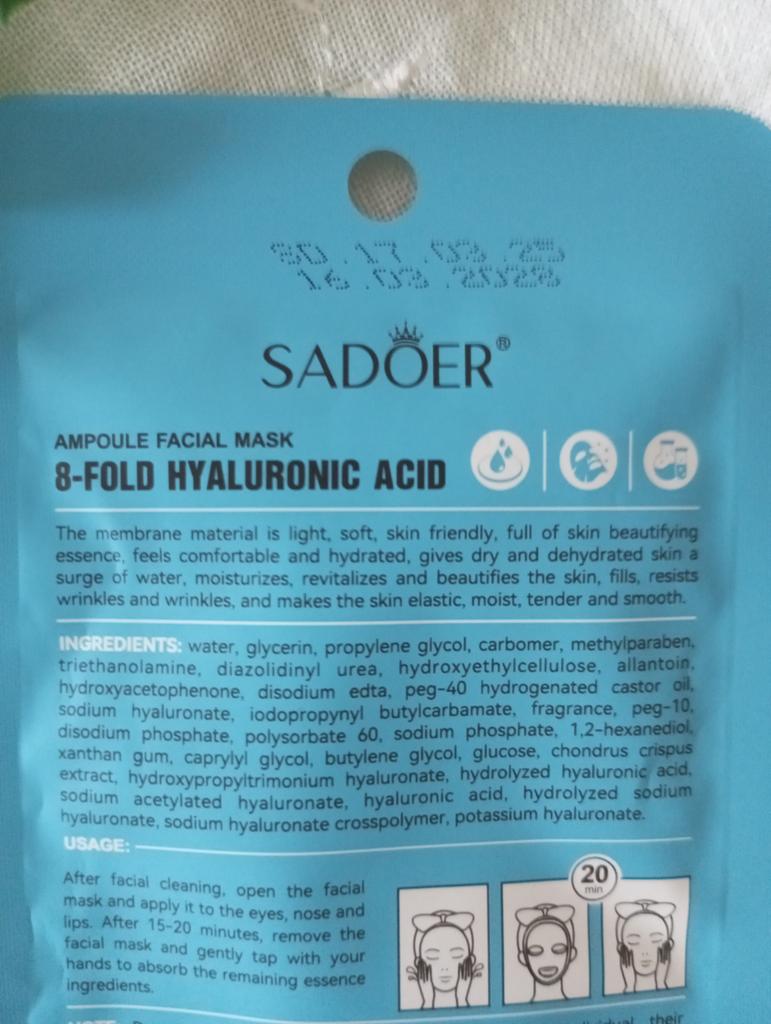 16.03.2028
SADOER®
AMPOULE FACIAL MASK
8-FOLD HYALURONIC ACID
The membrane material is light, soft, skin friendly, full of skin beautifying
essence, feels comfortable and hydrated, gives dry and dehydrated skin a
surge of water, moisturizes, revitalizes and beautifies the skin, fills, resists
wrinkles and wrinkles, and makes the skin elastic, moist, tender and smooth.
INGREDIENTS: water, glycerin, propylene glycol, carbomer, methylparaben,
triethanolamine, diazolidinyl urea, hydroxyethylcellulose, allantoin,
hydroxyacetophenone, disodium edta, peg-40 hydrogenated castor oil,
sodium hyaluronate, iodopropynyl butylcarbamate, fragrance, peg-10,
disodium phosphate, polysorbate 60, sodium phosphate, 1,2-hexanediol,
xanthan gum, caprylyl glycol, butylene glycol, glucose, chondrus crispus
extract, hydroxypropyltrimonium hyaluronate, hydrolyzed hyaluronic acid,
sodium acetylated hyaluronate, hyaluronic acid, hydrolyzed sodium
hyaluronate, sodium hyaluronate crosspolymer, potassium hyaluronate.
USAGE:
After facial cleaning, open the facial
mask and apply it to the eyes, nose and
lips. After 15-20 minutes, remove the
facial mask and gently tap with your
hands to absorb the remaining essence
ingredients.
20
min
their